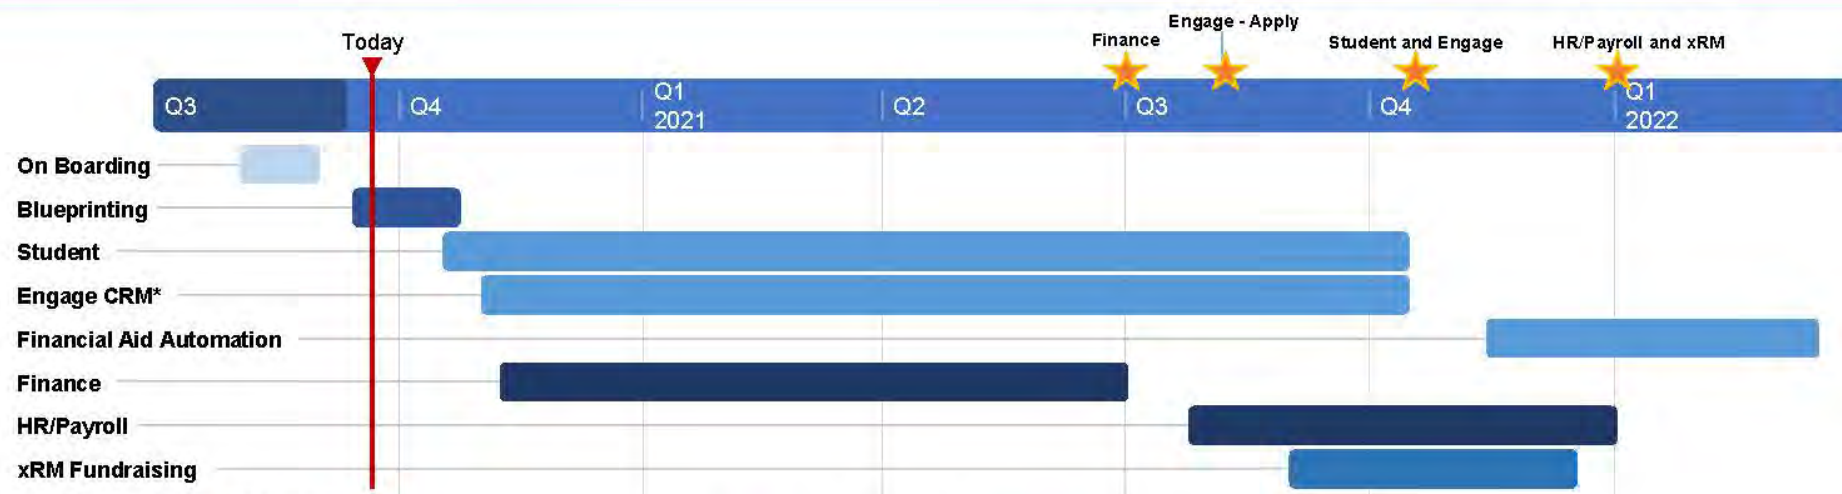 Engage - Apply
Today
Finance
Student and Engage
HR/Payroll and xRM
Q3
Q4
Q1
2021
Q2
Q3
Q4
Q1
2022
On Boarding
Blueprinting
Student
Engage CRM*
Financial Aid Automation
Finance
HR/Payroll
xRM Fundraising